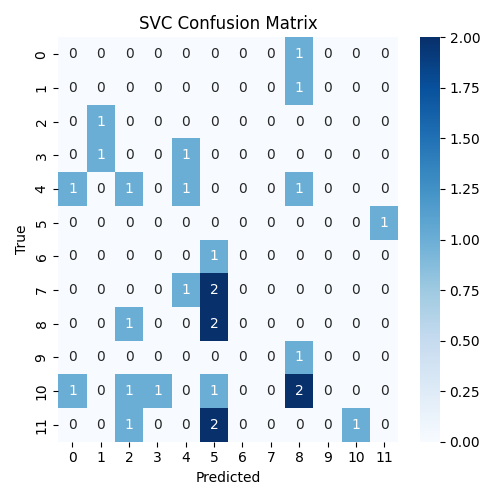 SVC Confusion Matrix
0 0 0 0 0 0 0 0 0 1 0 0 0
1 0 0 0 0 0 0 0 0 1 0 0 0
2 0 1 0 0 0 0 0 0 0 0 0 0
3 0 1 0 0 1 0 0 0 0 0 0 0
4 1 0 1 0 1 0 0 0 1 0 0 0
5 0 0 0 0 0 0 0 0 0 0 0 1
6 0 0 0 0 0 1 0 0 0 0 0 0
7 0 0 0 0 1 2 0 0 0 0 0 0
8 0 0 1 0 0 2 0 0 0 0 0 0
9 0 0 0 0 0 0 0 0 1 0 0 0
10 1 0 1 1 0 1 0 0 2 0 0 0
11 0 0 1 0 0 2 0 0 0 0 1 0
0 1 2 3 4 5 6 7 8 9 10 11
Predicted
True
2.00
1.75
1.50
1.25
1.00
0.75
0.50
0.25
0.00